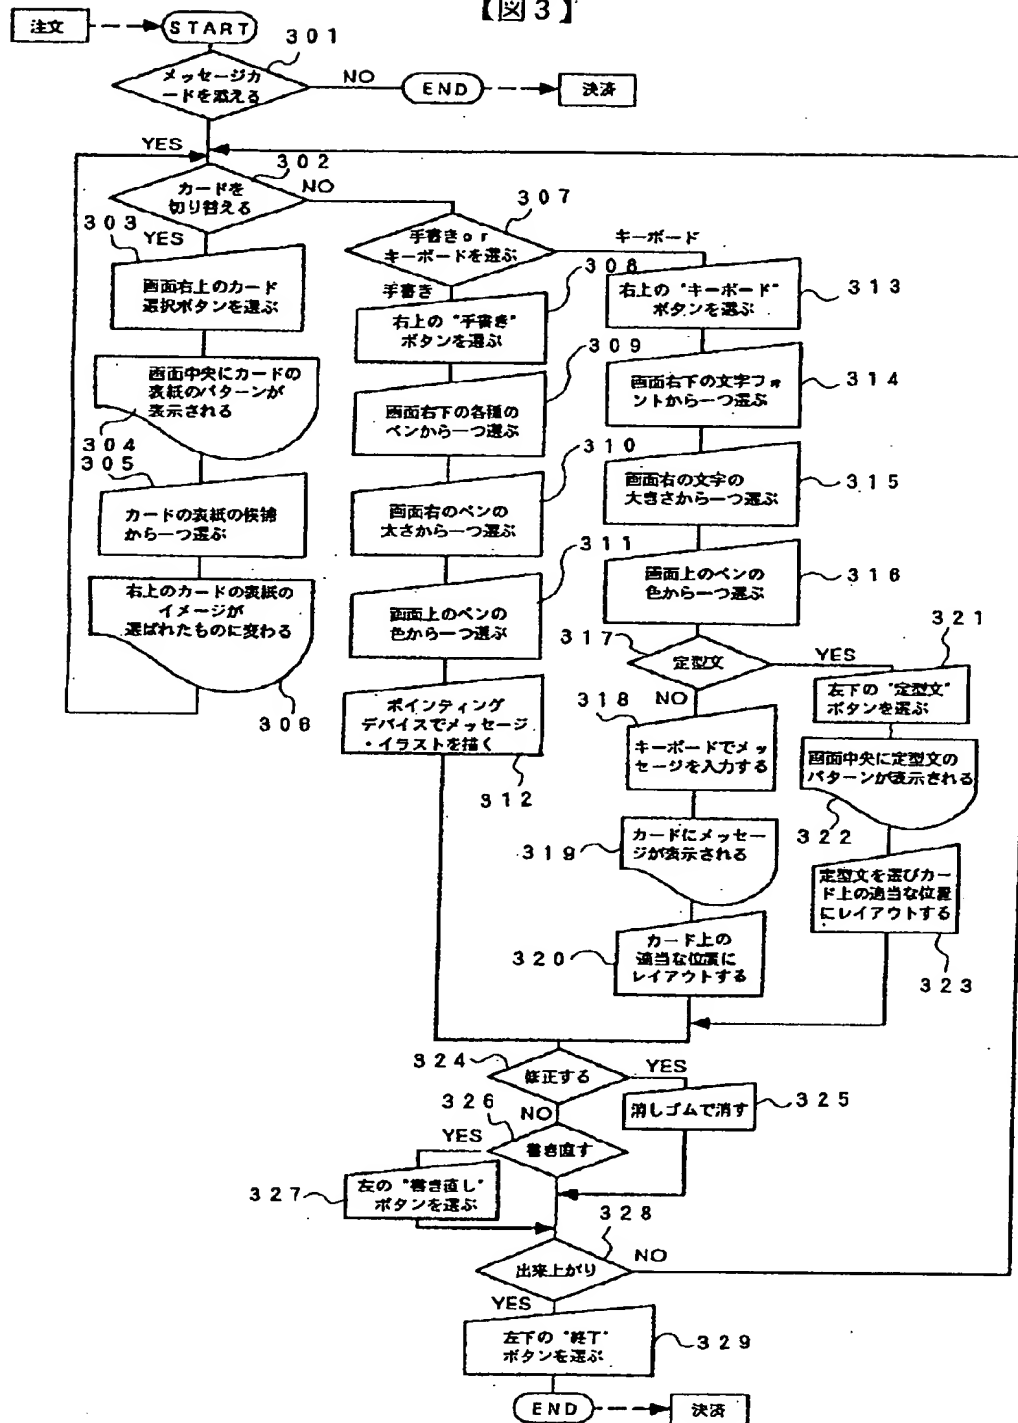 【図3】
注文
START
301
メッセージカ
ードを添える
NO
END
決済
YES
302
カードを
切り替える
NO
303
YES
画面右上のカード
選択ボタンを選ぶ
画面中央にカードの
表紙のパターンが
表示される
304
305
カードの表紙の候補
から一つ選ぶ
右上のカードの表紙の
イメージが
選ばれたものに変わる
306
307
手書きor
キーボードを選ぶ
キーボード
手書き
308
右上の"手書き"
ボタンを選ぶ
309
画面右下の各種の
ペンから一つ選ぶ
310
画面右のペンの
太さから一つ選ぶ
311
画面上のペンの
色から一つ選ぶ
ポインティング
デバイスでメッセージ
・イラストを描く
312
右上の"キーボード"
ボタンを選ぶ
313
画面右下の文字フォ
ントから一つ選ぶ
314
画面右の文字の
大きさから一つ選ぶ
315
画面上のペンの
色から一つ選ぶ
316
317
定型文
YES
321
NO
318
キーボードでメッ
セージを入力する
319
カードにメッセー
ジが表示される
320
カード上の
適当な位置に
レイアウトする
左下の"定型文"
ボタンを選ぶ
画面中央に定型文の
パターンが表示される
322
定型文を選びカー
ド上の適当な位置
にレイアウトする
323
324
修正する
YES
消しゴムで消す
325
326
NO
YES
書き直す
327
左の"書き直し"
ボタンを選ぶ
328
出来上がり
NO
YES
左下の"終了"
ボタンを選ぶ
329
END
決済